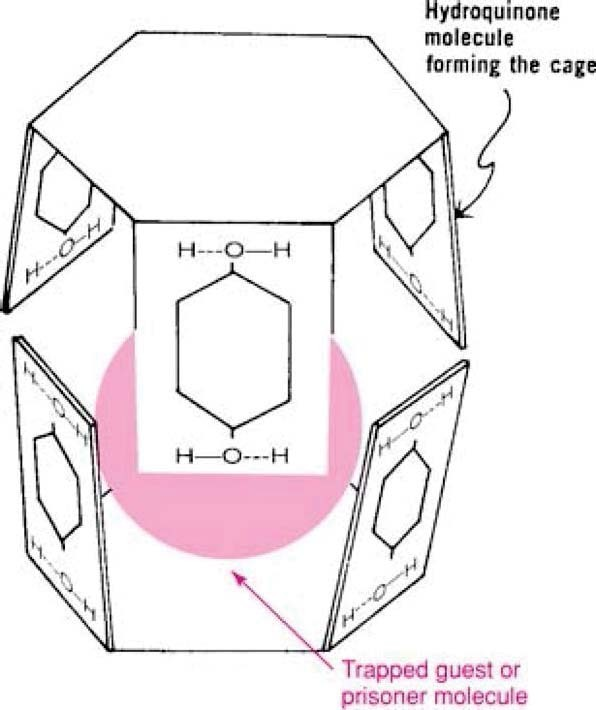 Hydroquinone
molecule
forming the cage
H---O—H
H—O---H
H---O—H
H—O---H
H---O—H
H—O---H
H---O---H
H---O—H
H---O—H
Trapped guest or
prisoner molecule